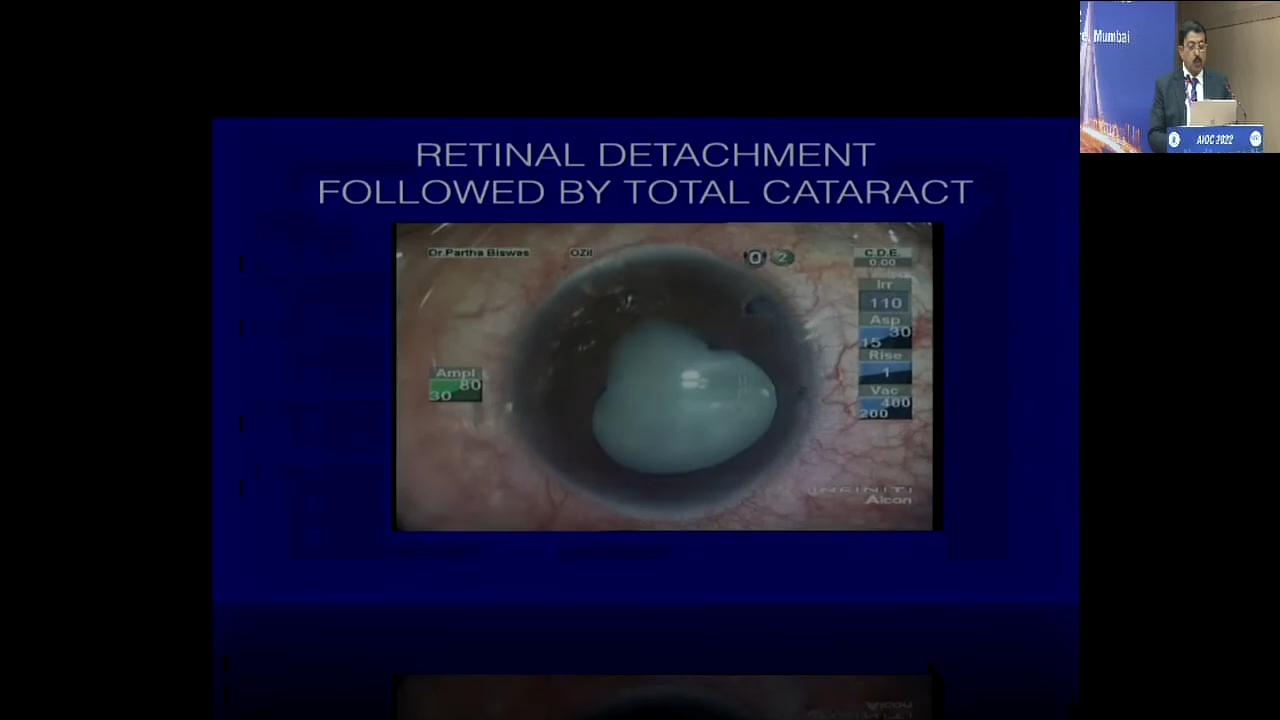 RETINAL DETACHMENT
FOLLOWED BY TOTAL CATARACT
Dr.Partha Biswas OZil 0 2 C.D.E.
0.00
Irr
110
Asp
30
15
Rise
1
Vac
400
200
Ampl
80
30
INFINITI
Alcon
Alcon
Mumbai
AIOC 2022